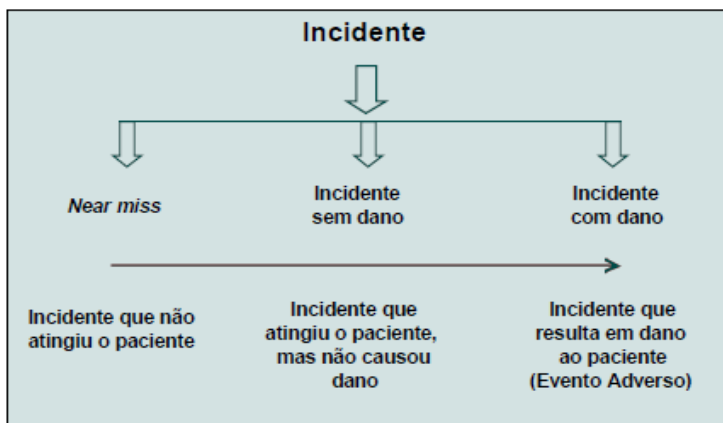 Incidente
Near miss
Incidente
sem dano
Incidente
com dano
Incidente que não
atingiu o paciente
Incidente que
atingiu o paciente,
mas não causou
dano
Incidente que
resulta em dano
ao paciente
(Evento Adverso)